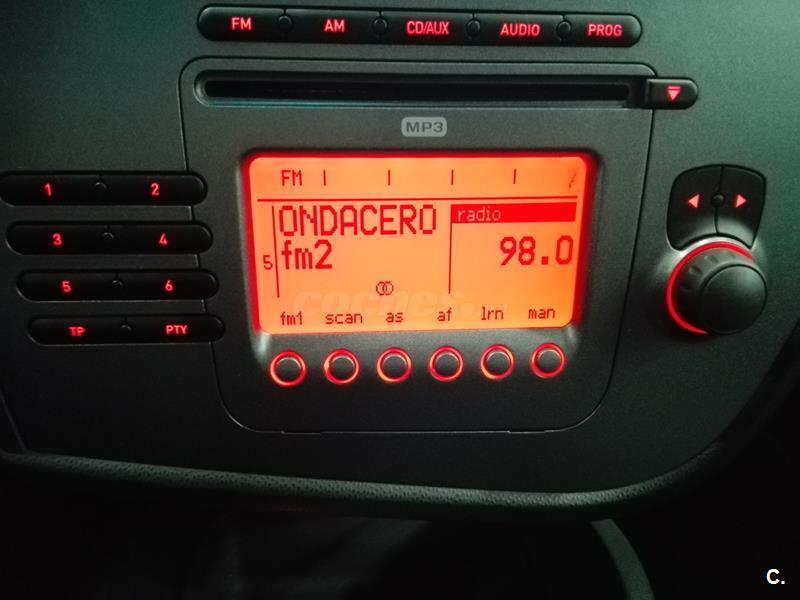 FM AM CD/AUX AUDIO PROG
MP3
1 2
3 4
5 6
TP PTY
FM
ONDACERO
radio
5 fm2
98.0
fm1 scan as af lrn man
coches.
C.